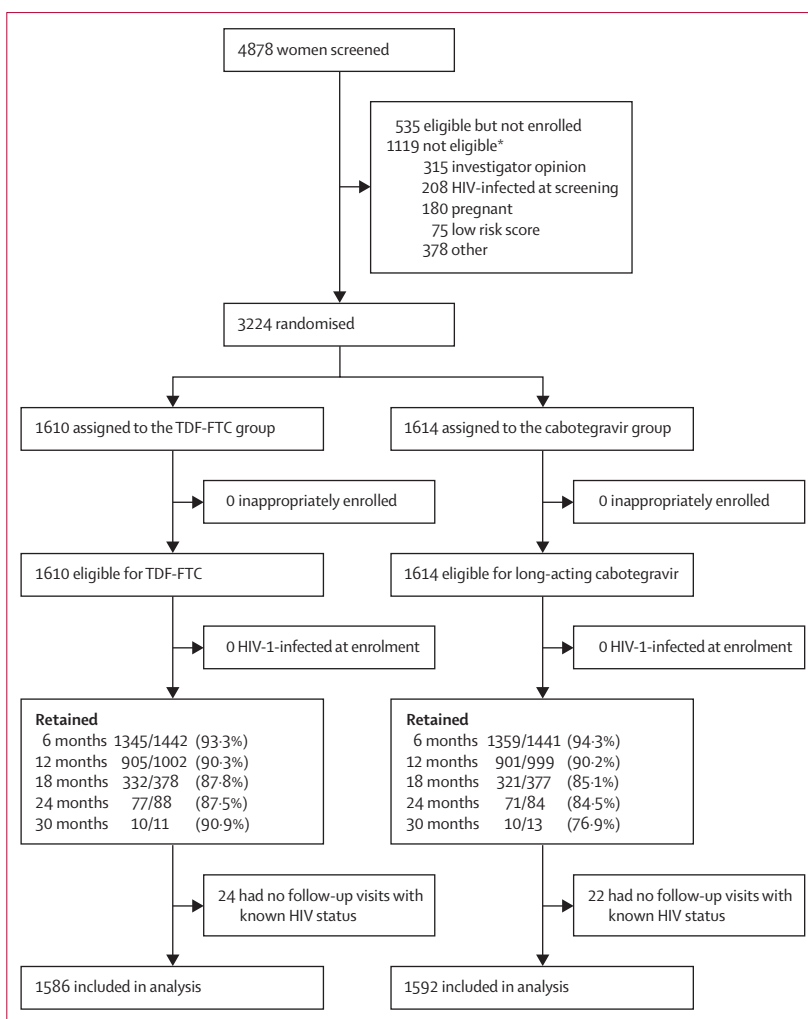 4878 women screened
535 eligible but not enrolled
1119 not eligible*
315 investigator opinion
208 HIV-infected at screening
180 pregnant
75 low risk score
378 other
3224 randomised
1610 assigned to the TDF-FTC group
1614 assigned to the cabotegravir group
0 inappropriately enrolled
0 inappropriately enrolled
1610 eligible for TDF-FTC
1614 eligible for long-acting cabotegravir
0 HIV-1-infected at enrolment
0 HIV-1-infected at enrolment
Retained
6 months 1345/1442 (93·3%)
12 months 905/1002 (90·3%)
18 months 332/378 (87·8%)
24 months 77/88 (87·5%)
30 months 10/11 (90·9%)
Retained
6 months 1359/1441 (94·3%)
12 months 901/999 (90·2%)
18 months 321/377 (85·1%)
24 months 71/84 (84·5%)
30 months 10/13 (76·9%)
24 had no follow-up visits with
known HIV status
22 had no follow-up visits with
known HIV status
1586 included in analysis
1592 included in analysis